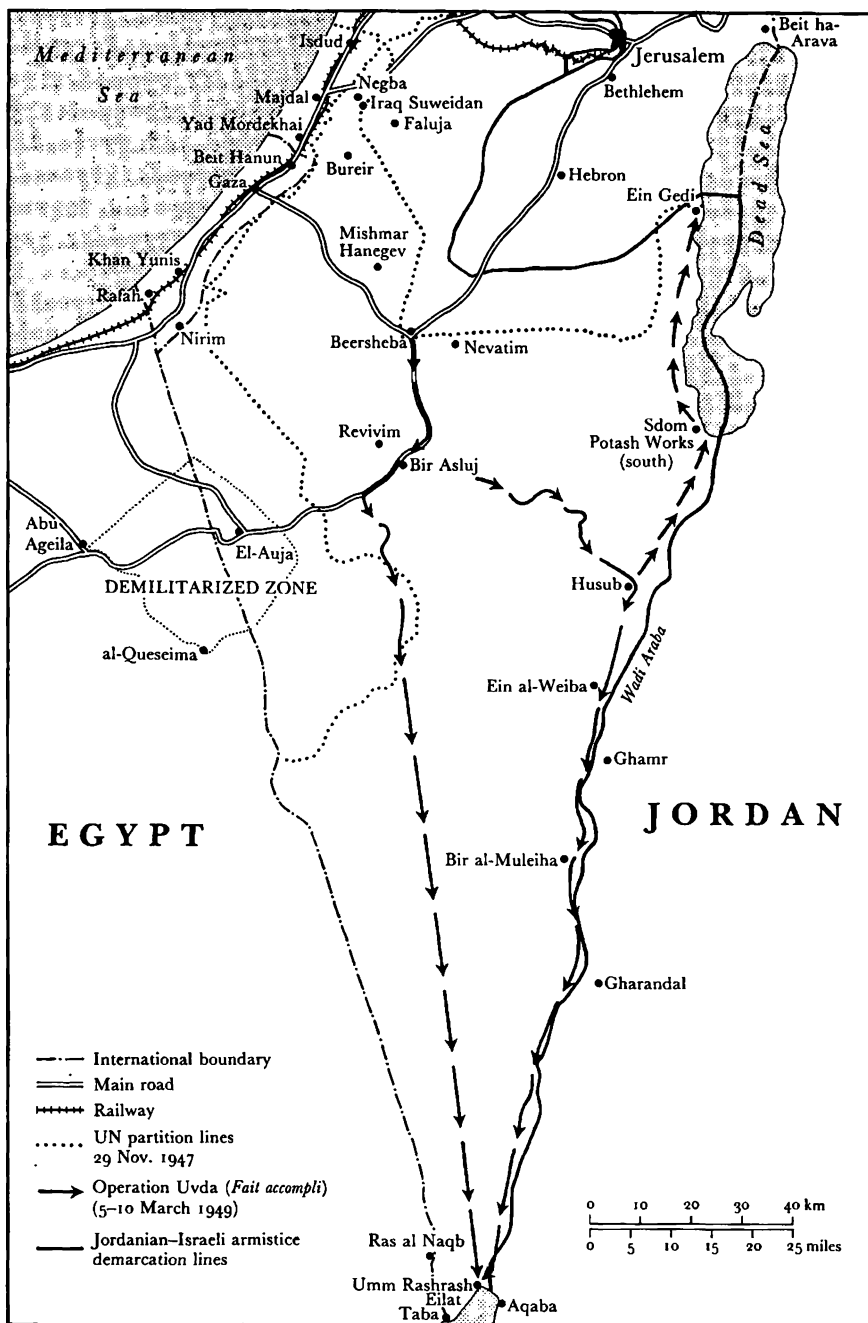 Mediterranean
Sea
Isdud
Beit ha-
Arava
Jerusalem
Negba
Majdal
Iraq Suweidan
Bethlehem
Faluja
Yad Mordekhai
Beit Hanun
Bureir
Gaza
Hebron
Ein Gedi
Dead Sea
Mishmar
Hanegev
Khan Yunis
Rafah
Nirim
Beersheba
Nevatim
Revivim
Sdom
Potash Works
(south)
Bir Asluj
Abu
Ageila
El-Auja
DEMILITARIZED ZONE
Husub
al-Queseima
Wadi Araba
Ein al-Weiba
Ghamr
EGYPT
JORDAN
Bir al-Muleiha
Gharandal
International boundary
Main road
Railway
UN partition lines
29 Nov. 1947
Operation Uvda (Fait accompli)
(5–10 March 1949)
Jordanian–Israeli armistice
demarcation lines
0 10 20 30 40 km
0 5 10 15 20 25 miles
Ras al Naqb
Umm Rashrash
Eilat
Taba
Aqaba